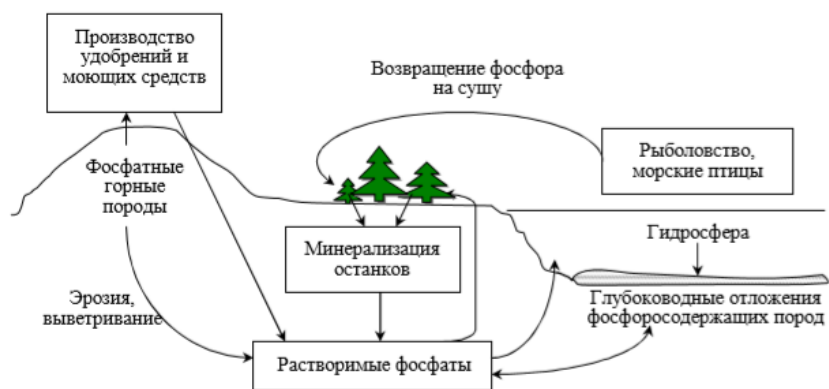 Производство
удобрений и
моющих средств
Возвращение фосфора
на сушу
Рыболовство,
морские птицы
Фосфатные
горные
породы
Минерализация
останков
Гидросфера
Эрозия,
выветривание
Глубоководные отложения
фосфоросодержащих пород
Растворимые фосфаты